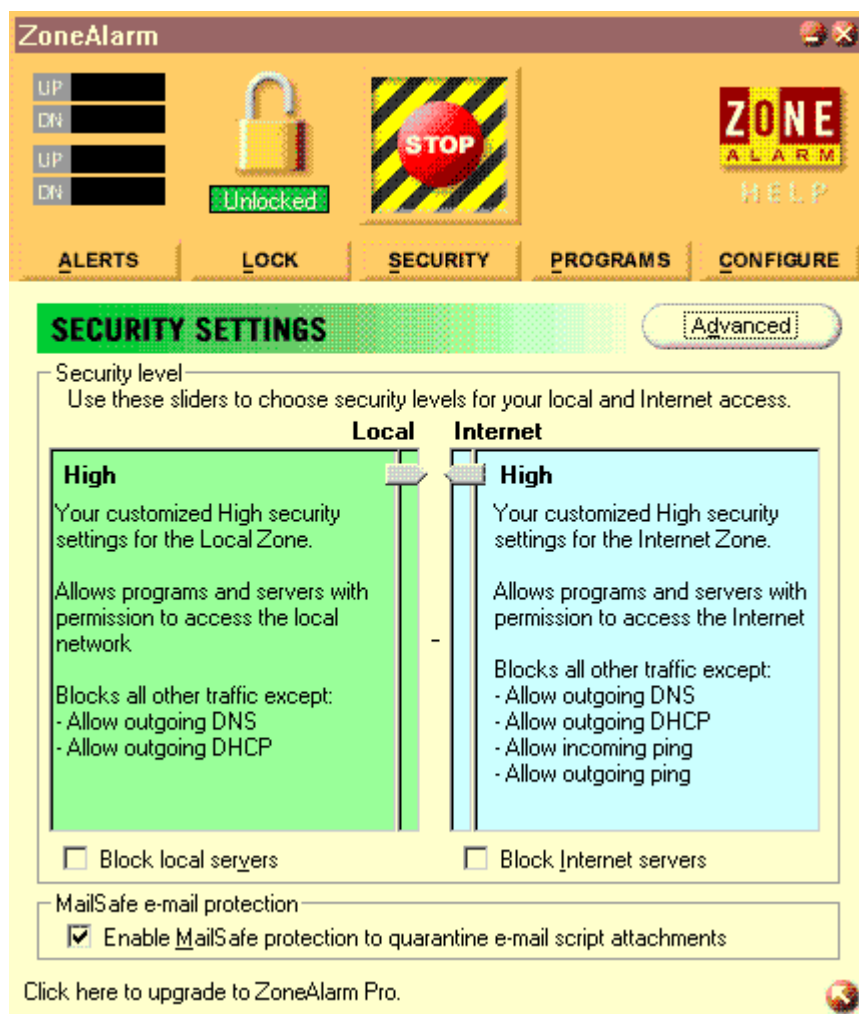 ZoneAlarm
UP
DN
UP
DN
Unlocked
STOP
ZONE
ALARM
HELP
ALERTS
LOCK
SECURITY
PROGRAMS
CONFIGURE
SECURITY SETTINGS
Advanced
Security level
Use these sliders to choose security levels for your local and Internet access.
Local
Internet
High
Your customized High security
settings for the Local Zone.
Allows programs and servers with
permission to access the local
network
Blocks all other traffic except:
- Allow outgoing DNS
- Allow outgoing DHCP
-
High
Your customized High security
settings for the Internet Zone.
Allows programs and servers with
permission to access the Internet
Blocks all other traffic except:
- Allow outgoing DNS
- Allow outgoing DHCP
- Allow incoming ping
- Allow outgoing ping
Block local servers
Block Internet servers
MailSafe e-mail protection
Enable MailSafe protection to quarantine e-mail script attachments
Click here to upgrade to ZoneAlarm Pro.